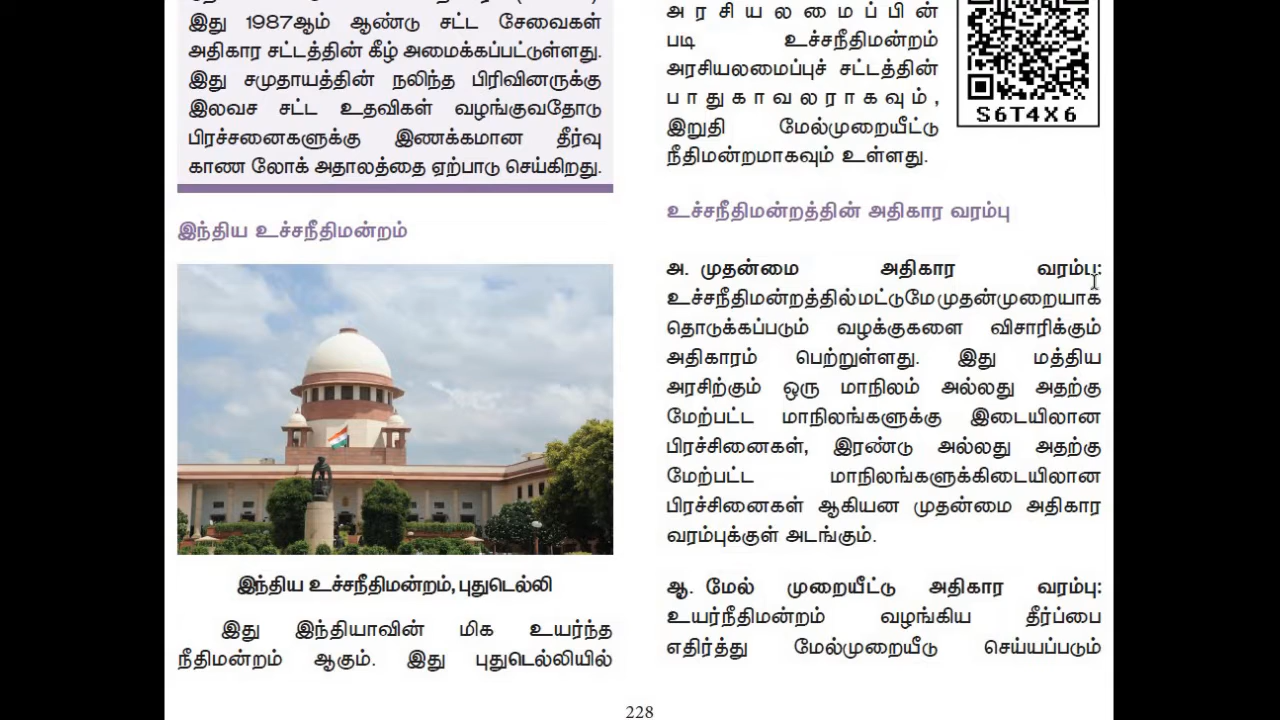 இது 1987ஆம் ஆண்டு சட்ட சேவைகள்
அதிகார சட்டத்தின் கீழ் அமைக்கப்பட்டுள்ளது.
இது சமுதாயத்தின் நலிந்த பிரிவினருக்கு
இலவச சட்ட உதவிகள் வழங்குவதோடு
பிரச்சனைகளுக்கு இணக்கமான தீர்வு
காண லோக் அதாலத்தை ஏற்பாடு செய்கிறது.
இந்திய உச்சநீதிமன்றம்
இந்திய உச்சநீதிமன்றம், புதுடெல்லி
இது இந்தியாவின் மிக உயர்ந்த
நீதிமன்றம் ஆகும். இது புதுடெல்லியில்
அரசியலமைப்பின்
படி உச்சநீதிமன்றம்
அரசியலமைப்புச் சட்டத்தின்
பாதுகாவலராகவும்,
இறுதி மேல்முறையீட்டு
நீதிமன்றமாகவும் உள்ளது.
S6T4X6
உச்சநீதிமன்றத்தின் அதிகார வரம்பு
அ. முதன்மை அதிகார வரம்பு:
உச்சநீதிமன்றத்தில் மட்டுமே முதன்முறையாக
தொடுக்கப்படும் வழக்குகளை விசாரிக்கும்
அதிகாரம் பெற்றுள்ளது. இது மத்திய
அரசிற்கும் ஒரு மாநிலம் அல்லது அதற்கு
மேற்பட்ட மாநிலங்களுக்கு இடையிலான
பிரச்சினைகள், இரண்டு அல்லது அதற்கு
மேற்பட்ட மாநிலங்களுக்கிடையிலான
பிரச்சினைகள் ஆகியன முதன்மை அதிகார
வரம்புக்குள் அடங்கும்.
ஆ. மேல் முறையீட்டு அதிகார வரம்பு:
உயர்நீதிமன்றம் வழங்கிய தீர்ப்பை
எதிர்த்து மேல்முறையீடு செய்யப்படும்
228